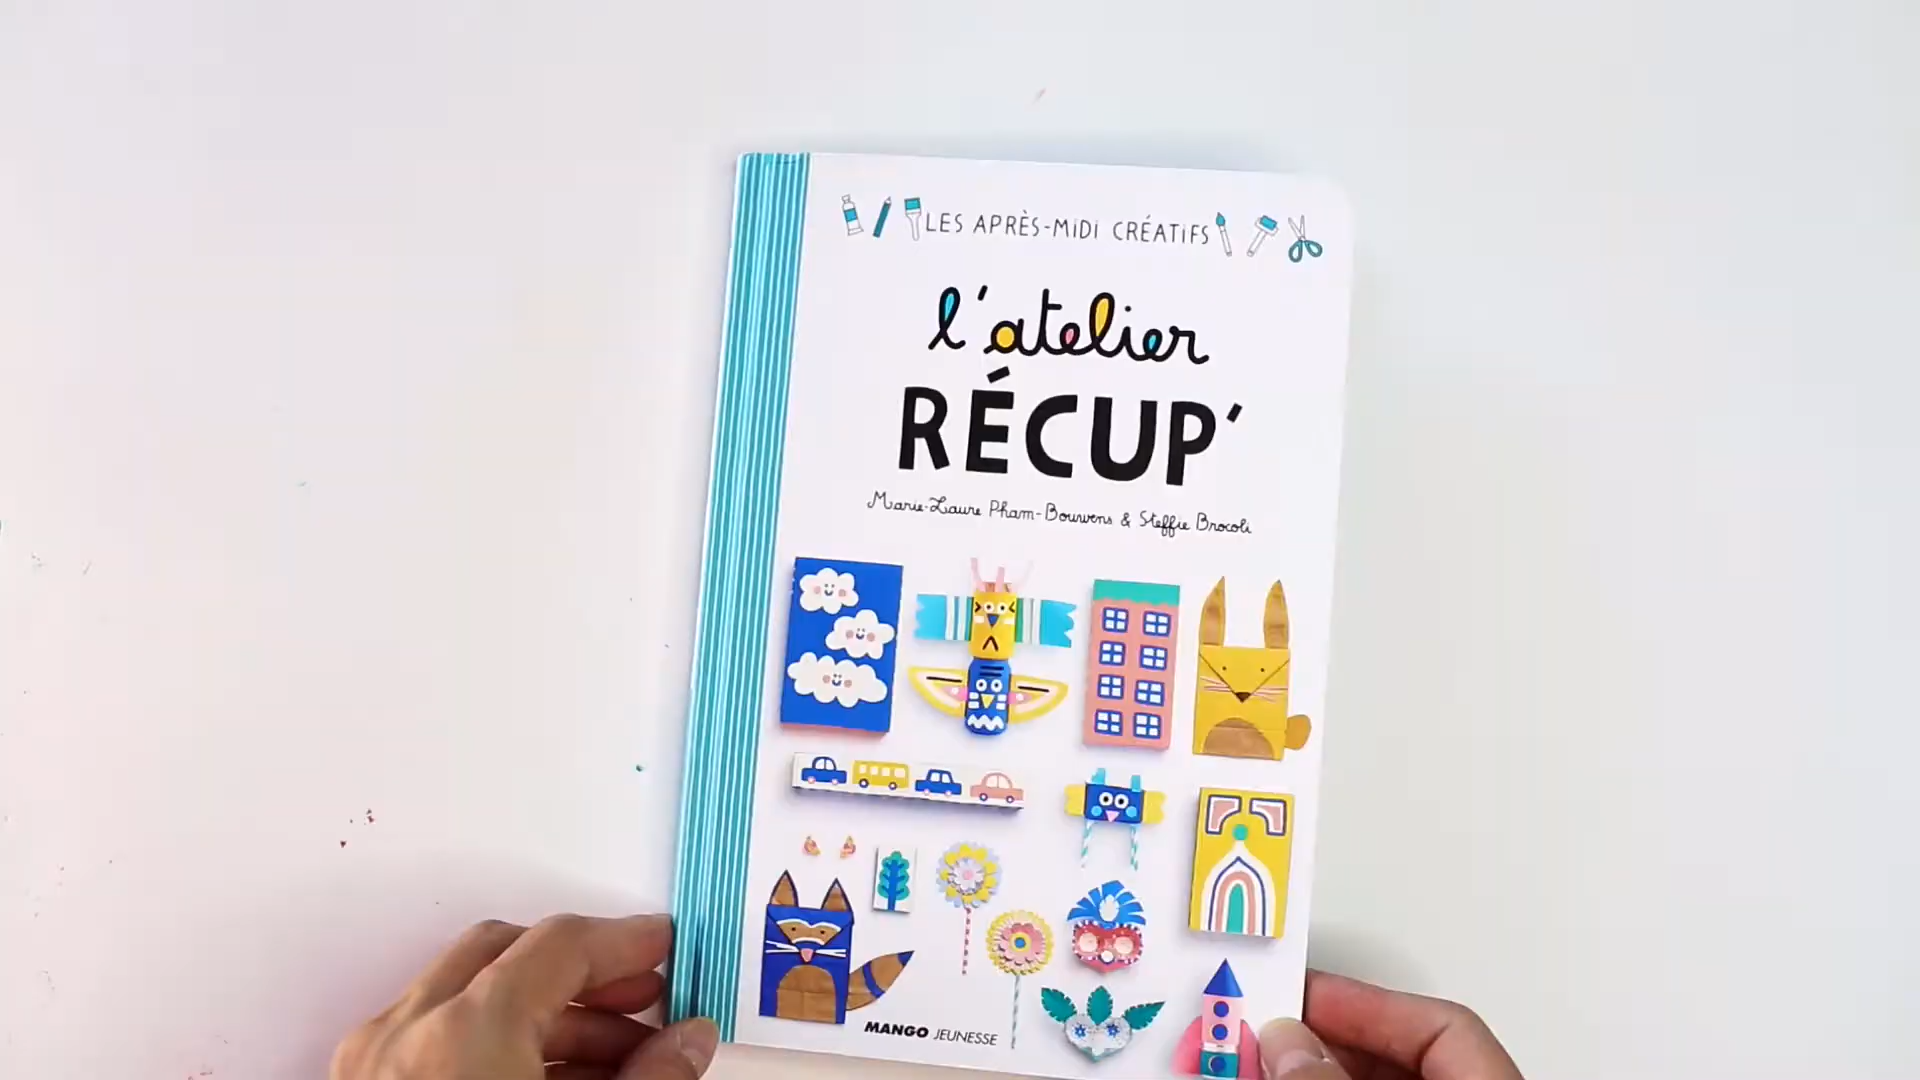 LES APRÈS-MIDI CRÉATIFS
l'atelier
RÉCUP'
Marie-Laure Pham-Bouwens & Steffie Brocoli
MANGO JEUNESSE